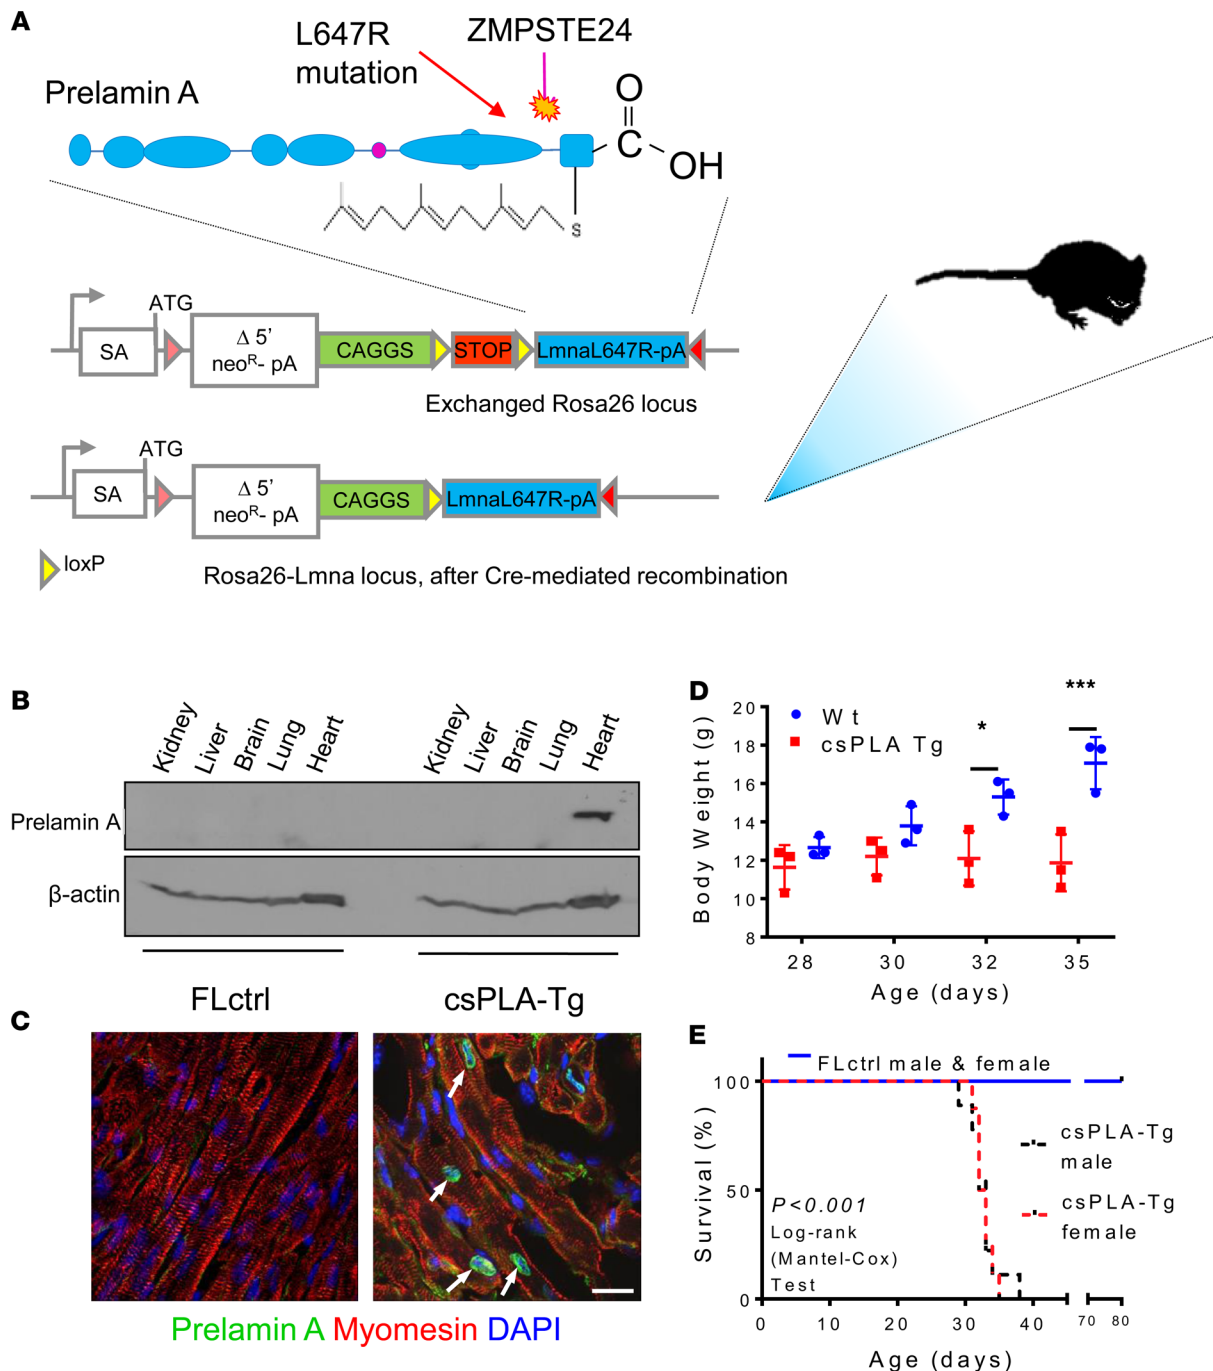 A
L647R
mutation
ZMPSTE24
Prelamin A
O
C
OH
S
ATG
SA
Δ 5’
neoR- pA
CAGGS
STOP
LmnaL647R-pA
Exchanged Rosa26 locus
ATG
SA
Δ 5’
neoR- pA
CAGGS
LmnaL647R-pA
loxP
Rosa26-Lmna locus, after Cre-mediated recombination
B
Kidney
Liver
Brain
Lung
Heart
Kidney
Liver
Brain
Lung
Heart
Prelamin A
β-actin
FLctrl
csPLA-Tg
C
Prelamin A Myomesin DAPI
D
Wt
csPLA Tg
*
***
20
18
16
14
12
10
8
Body Weight (g)
28 30 32 35
Age (days)
E
FLctrl male & female
100
50
0
Survival (%)
csPLA-Tg
male
csPLA-Tg
female
P<0.001
Log-rank
(Mantel-Cox)
Test
0 10 20 30 40 70 80
Age (days)